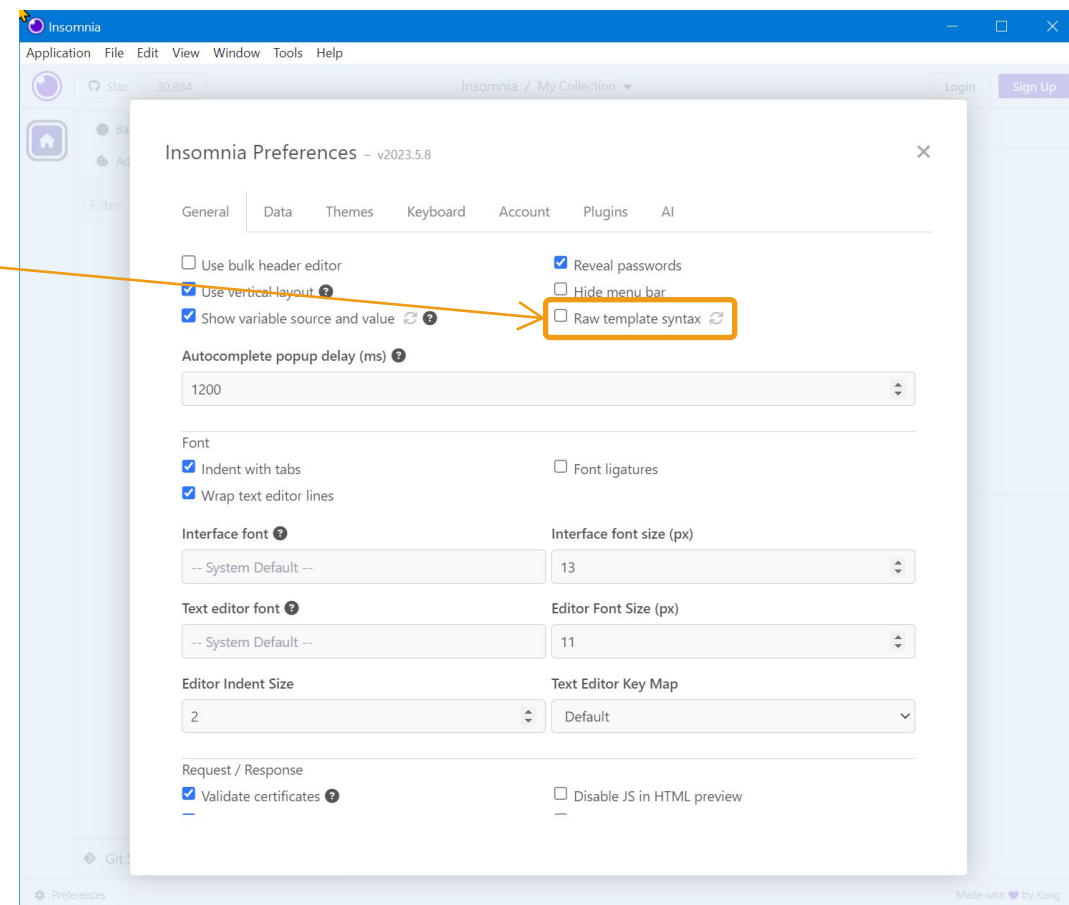 Insomnia
Application File Edit View Window Tools Help
Star 30,984 Insomnia / My Collection Login Sign Up
Ba
Ad
Filter
Insomnia Preferences – v2023.5.8
General Data Themes Keyboard Account Plugins AI
Use bulk header editor Reveal passwords
Use vertical layout Hide menu bar
Show variable source and value Raw template syntax
Autocomplete popup delay (ms)
1200
Font
Indent with tabs Font ligatures
Wrap text editor lines
Interface font Interface font size (px)
-- System Default -- 13
Text editor font Editor Font Size (px)
-- System Default -- 11
Editor Indent Size Text Editor Key Map
2 Default
Request / Response
Validate certificates Disable JS in HTML preview
Git S
Preferences Made with by Kong